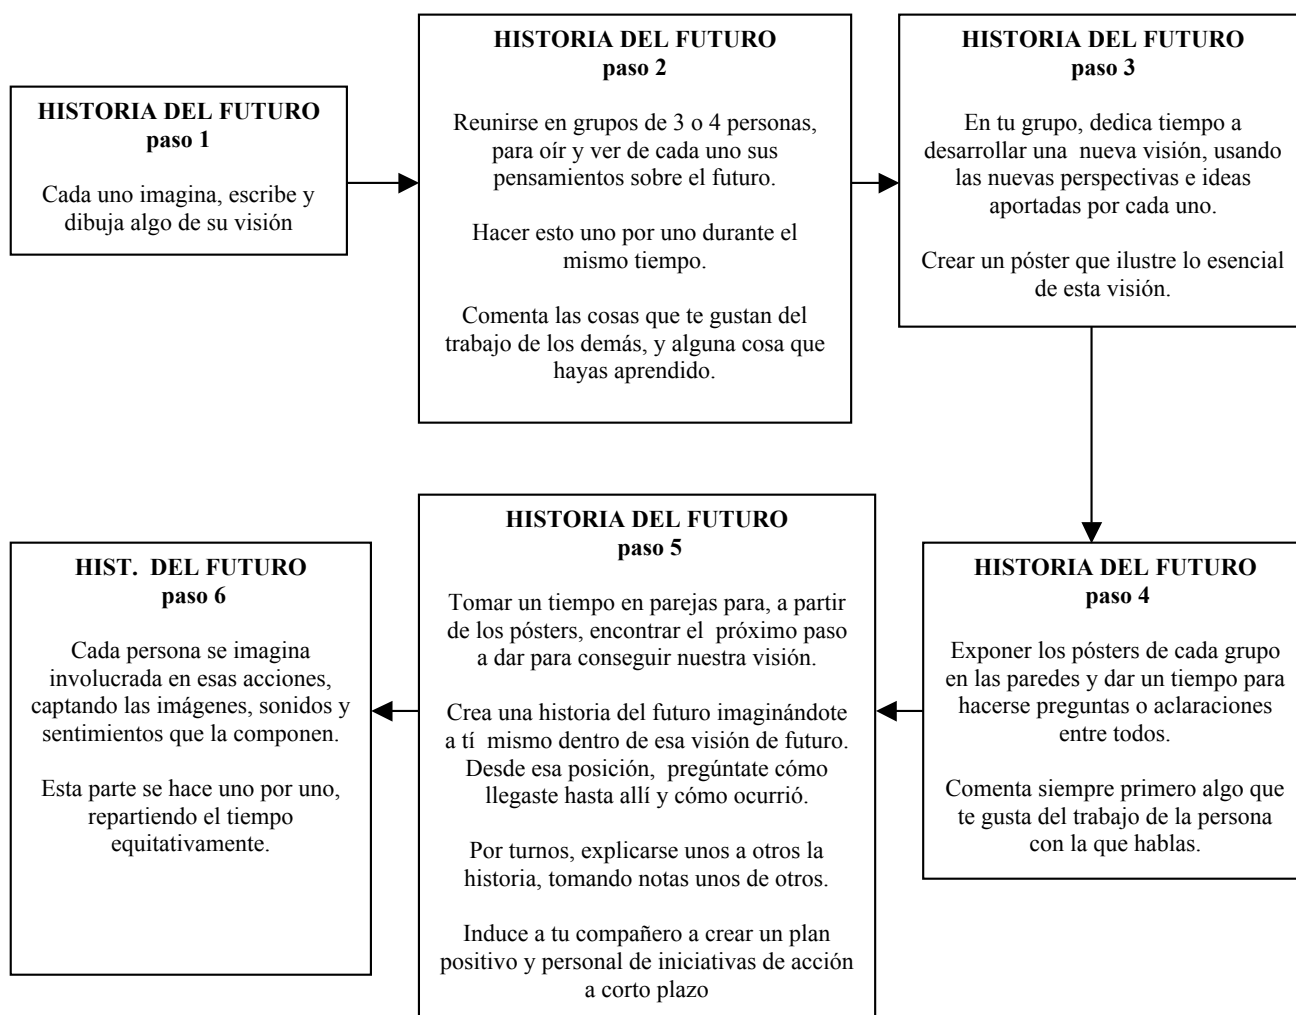 HISTORIA DEL FUTURO
paso 1
Cada uno imagina, escribe y
dibuja algo de su visión
HISTORIA DEL FUTURO
paso 2
Reunirse en grupos de 3 o 4 personas,
para oír y ver de cada uno sus
pensamientos sobre el futuro.
Hacer esto uno por uno durante el
mismo tiempo.
Comenta las cosas que te gustan del
trabajo de los demás, y alguna cosa que
hayas aprendido.
HISTORIA DEL FUTURO
paso 3
En tu grupo, dedica tiempo a
desarrollar una nueva visión, usando
las nuevas perspectivas e ideas
aportadas por cada uno.
Crear un póster que ilustre lo esencial
de esta visión.
HISTORIA DEL FUTURO
paso 4
Exponer los pósters de cada grupo
en las paredes y dar un tiempo para
hacerse preguntas o aclaraciones
entre todos.
Comenta siempre primero algo que
te gusta del trabajo de la persona
con la que hablas.
HISTORIA DEL FUTURO
paso 5
Tomar un tiempo en parejas para, a partir
de los pósters, encontrar el próximo paso
a dar para conseguir nuestra visión.
Crea una historia del futuro imaginándote
a tí mismo dentro de esa visión de futuro.
Desde esa posición, pregúntate cómo
llegaste hasta allí y cómo ocurrió.
Por turnos, explicarse unos a otros la
historia, tomando notas unos de otros.
Induce a tu compañero a crear un plan
positivo y personal de iniciativas de acción
a corto plazo
HIST. DEL FUTURO
paso 6
Cada persona se imagina
involucrada en esas acciones,
captando las imágenes, sonidos y
sentimientos que la componen.
Esta parte se hace uno por uno,
repartiendo el tiempo
equitativamente.